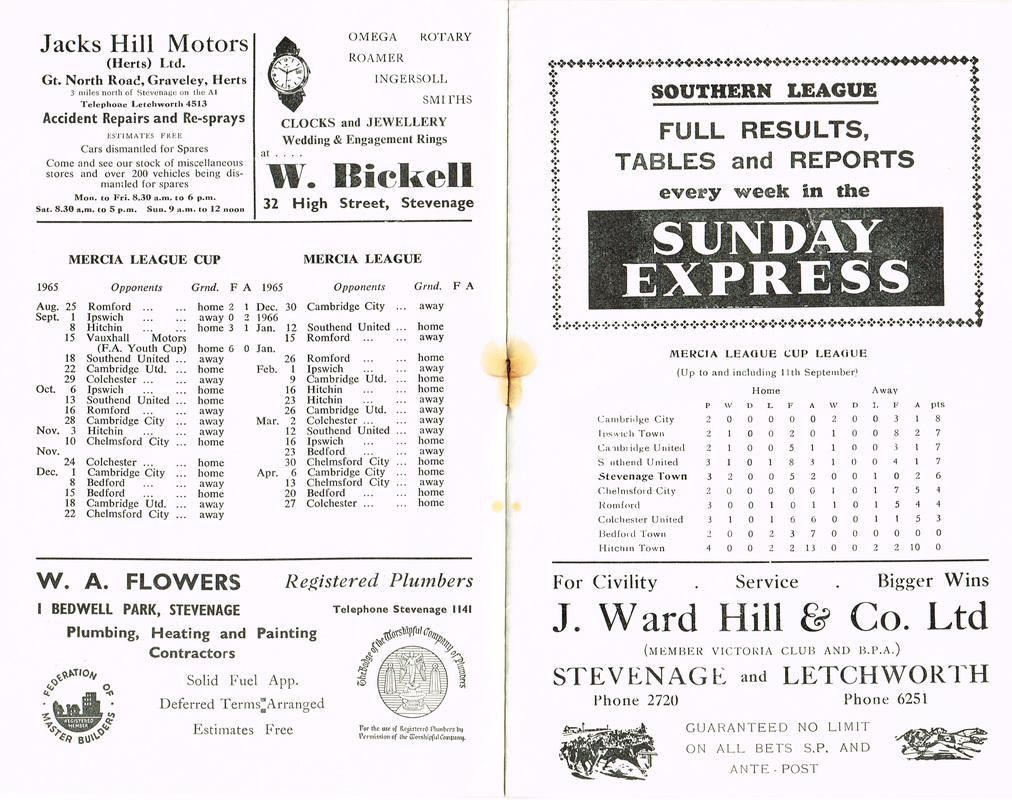 Jacks Hill Motors
(Herts) Ltd.
Gt. North Road, Graveley, Herts
3 miles north of Stevenage on the A1
Telephone Letchworth 4513
Accident Repairs and Re-sprays
ESTIMATES FREE
Cars dismantled for Spares
Come and see our stock of miscellaneous
stores and over 200 vehicles being dis-
mantled for spares
Mon. to Fri. 8.30 a.m. to 6 p.m.
Sat. 8.30 a.m. to 5 p.m. Sun. 9 a.m. to 12 noon
OMEGA ROTARY
ROAMER
INGERSOLL
SMITHS
CLOCKS and JEWELLERY
Wedding & Engagement Rings
at . . . .
W. Bickell
32 High Street, Stevenage
MERCIA LEAGUE CUP
1965 Opponents Grnd. F A
Aug. 25 Romford ... ... home 2 1
Sept. 1 Ipswich ... ... away 0 2
8 Hitchin ... ... home 3 1
15 Vauxhall Motors
(F.A. Youth Cup) home 6 0
18 Southend United ... away
22 Cambridge Utd. ... home
29 Colchester ... ... away
Oct. 6 Ipswich ... ... home
13 Southend United ... home
16 Romford ... ... away
28 Cambridge City ... away
Nov. 3 Hitchin ... ... away
10 Chelmsford City ... home
Nov.
24 Colchester ... ... home
Dec. 1 Cambridge City ... home
8 Bedford ... ... away
15 Bedford ... ... home
18 Cambridge Utd. ... away
22 Chelmsford City ... away
MERCIA LEAGUE
1965 Opponents Grnd. F A
Dec. 30 Cambridge City ... away
1966
Jan. 12 Southend United ... home
15 Romford ... ... away
Jan.
26 Romford ... ... home
Feb. 1 Ipswich ... ... away
9 Cambridge Utd. ... home
16 Hitchin ... ... home
23 Hitchin ... ... away
26 Cambridge Utd. ... away
Mar. 2 Colchester ... ... away
12 Southend United ... away
16 Ipswich ... ... home
23 Bedford ... ... away
30 Chelmsford City ... home
Apr. 6 Cambridge City ... home
13 Chelmsford City ... away
20 Bedford ... ... home
27 Colchester ... ... home
W. A. FLOWERS Registered Plumbers
1 BEDWELL PARK, STEVENAGE Telephone Stevenage 1141
Plumbing, Heating and Painting
Contractors
Solid Fuel App.
Deferred Terms Arranged
Estimates Free
FEDERATION OF
REGISTERED
MEMBER
MASTER BUILDERS
The Badge of the Worshipful Company of Plumbers
For the use of Registered Plumbers by
Permission of the Worshipful Company.
SOUTHERN LEAGUE
FULL RESULTS,
TABLES and REPORTS
every week in the
SUNDAY
EXPRESS
MERCIA LEAGUE CUP LEAGUE
(Up to and including 11th September)
Home Away
P W D L F A W D L F A pts
Cambridge City 2 0 0 0 0 0 2 0 0 3 1 8
Ipswich Town 2 1 0 0 2 0 1 0 0 8 2 7
Cambridge United 2 1 0 0 5 1 1 0 0 3 1 7
Southend United 3 1 0 1 8 3 1 0 0 4 1 7
Stevenage Town 3 2 0 0 5 2 0 0 1 0 2 6
Chelmsford City 2 0 0 0 0 0 1 0 1 7 5 4
Romford 3 0 0 1 0 1 1 0 1 5 4 4
Colchester United 3 1 0 1 6 6 0 0 1 1 5 3
Bedford Town 2 0 0 2 3 7 0 0 0 0 0 0
Hitchin Town 4 0 0 2 2 13 0 0 2 2 10 0
For Civility . Service . Bigger Wins
J. Ward Hill & Co. Ltd
(MEMBER VICTORIA CLUB AND B.P.A.)
STEVENAGE and LETCHWORTH
Phone 2720 Phone 6251
GUARANTEED NO LIMIT
ON ALL BETS S.P. AND
ANTE-POST